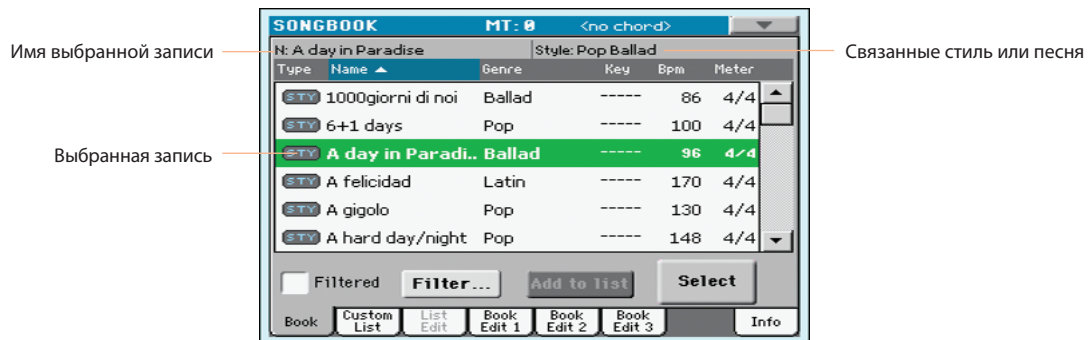 SONGBOOK MT: 0 <no chord>
Имя выбранной записи N: A day in Paradise Style: Pop Ballad Связанные стиль или песня
Type Name Genre Key Bpm Meter
STY 1000giorni di noi Ballad ----- 86 4/4
STY 6+1 days Pop ----- 100 4/4
Выбранная запись STY A day in Paradi.. Ballad ----- 96 4/4
STY A felicidad Latin ----- 170 4/4
STY A gigolo Pop ----- 130 4/4
STY A hard day/night Pop ----- 148 4/4
Filtered Filter... Add to list Select
Book Custom List List Edit Book Edit 1 Book Edit 2 Book Edit 3 Info